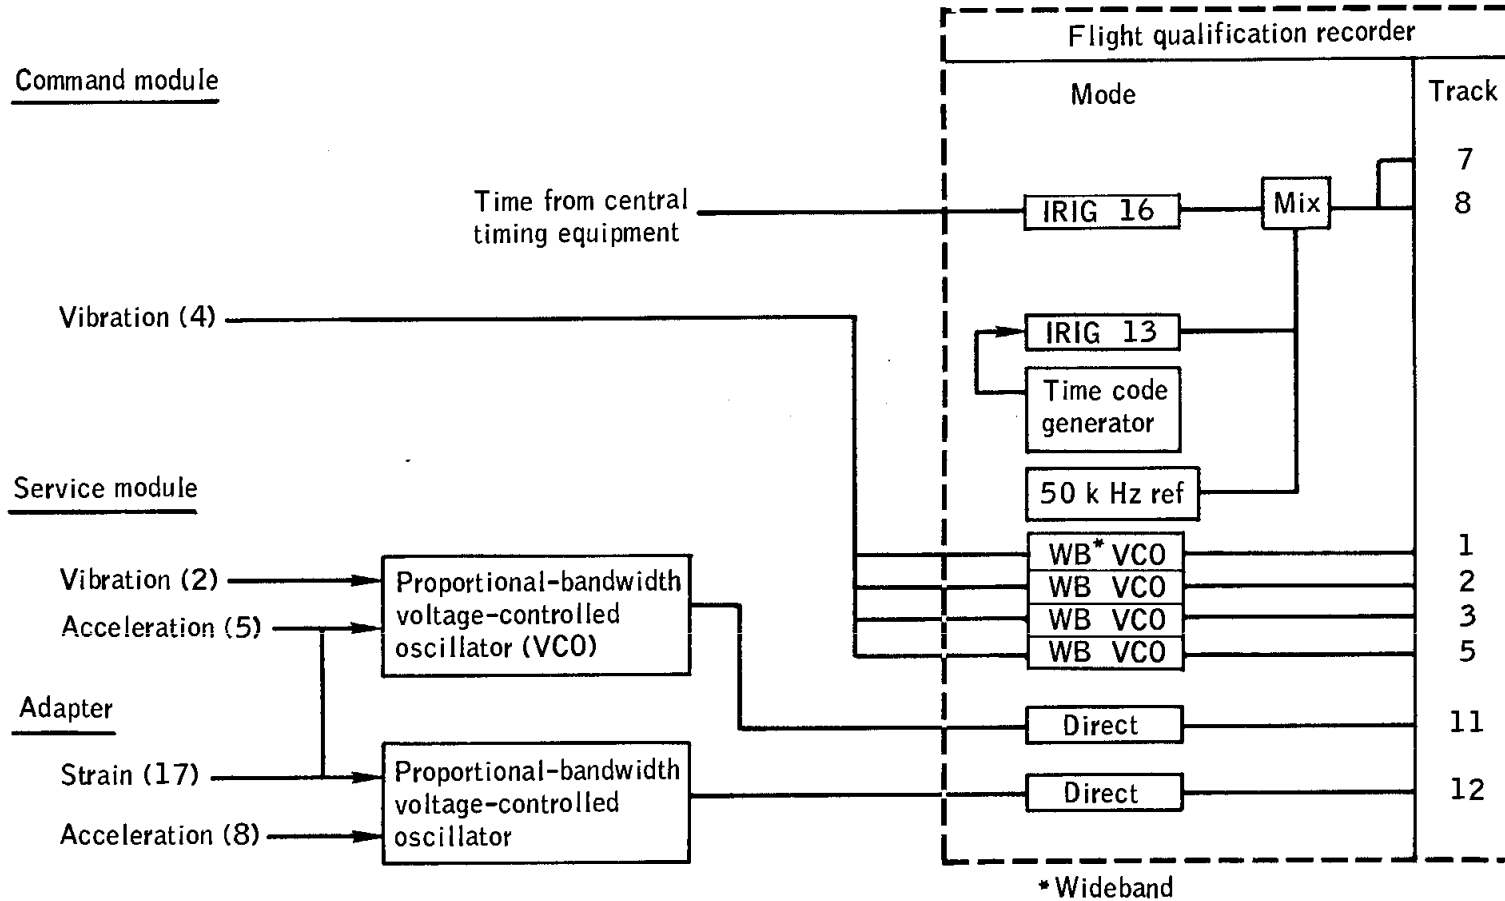 Flight qualification recorder
Command module
Mode
Track
7
Time from central
timing equipment
IRIG 16
Mix
8
Vibration (4)
IRIG 13
Time code
generator
Service module
50 k Hz ref
WB* VCO
1
Vibration (2)
Proportional-bandwidth
voltage-controlled
oscillator (VCO)
WB VCO
2
Acceleration (5)
WB VCO
3
WB VCO
5
Adapter
Direct
11
Strain (17)
Proportional-bandwidth
voltage-controlled
oscillator
Direct
12
Acceleration (8)
*Wideband